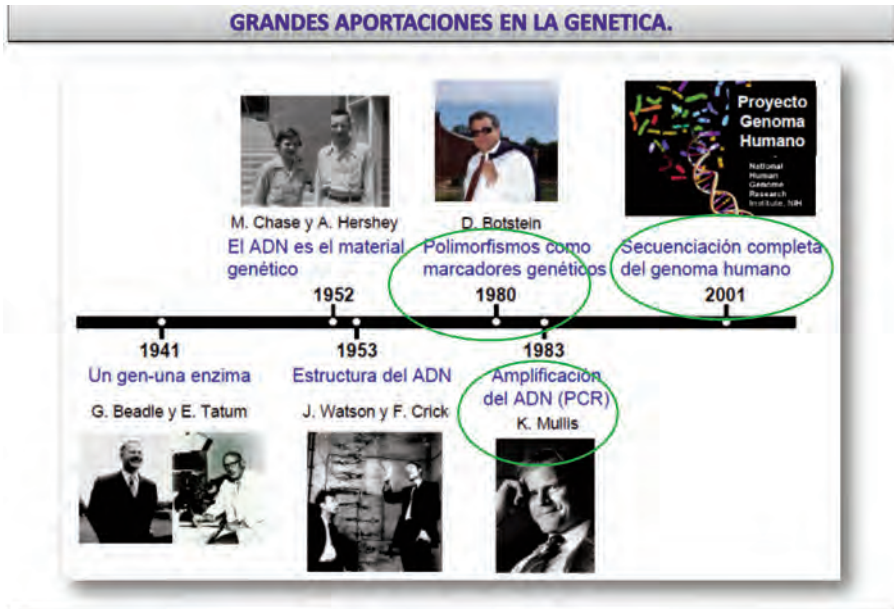 GRANDES APORTACIONES EN LA GENETICA.
Proyecto
Genoma
Humano
National
Human
Genome
Research
Institute, NIH
M. Chase y A. Hershey
El ADN es el material
genético
1952
D. Botstein
Polimorfismos como
marcadores genéticos
1980
Secuenciación completa
del genoma humano
2001
1941
Un gen-una enzima
G. Beadle y E. Tatum
1953
Estructura del ADN
J. Watson y F. Crick
1983
Amplificación
del ADN (PCR)
K. Mullis